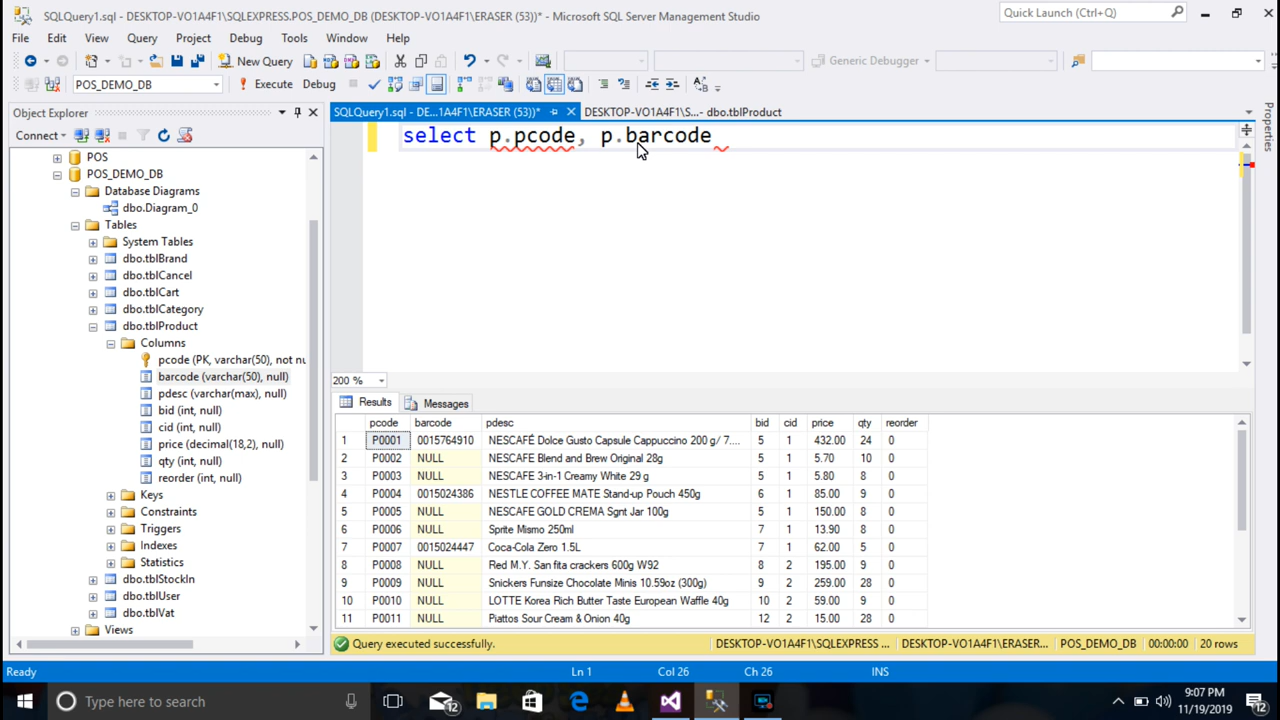 SQLQuery1.sql - DESKTOP-VO1A4F1\SQLEXPRESS.POS_DEMO_DB (DESKTOP-VO1A4F1\ERASER (53))* - Microsoft SQL Server Management Studio
Quick Launch (Ctrl+Q)
File Edit View Query Project Debug Tools Window Help
New Query
Generic Debugger
POS_DEMO_DB
Execute Debug
Object Explorer
SQLQuery1.sql - DE...1A4F1\ERASER (53))*
DESKTOP-VO1A4F1\S... - dbo.tblProduct
Properties
Connect
POS
POS_DEMO_DB
Database Diagrams
dbo.Diagram_0
Tables
System Tables
dbo.tblBrand
dbo.tblCancel
dbo.tblCart
dbo.tblCategory
dbo.tblProduct
Columns
pcode (PK, varchar(50), not nu
barcode (varchar(50), null)
pdesc (varchar(max), null)
bid (int, null)
cid (int, null)
price (decimal(18,2), null)
qty (int, null)
reorder (int, null)
Keys
Constraints
Triggers
Indexes
Statistics
dbo.tblStockIn
dbo.tblUser
dbo.tblVat
Views
select p.pcode, p.barcode
200 %
Results Messages
pcode barcode pdesc bid cid price qty reorder
1 P0001 0015764910 NESCAFÉ Dolce Gusto Capsule Cappuccino 200 g/ 7.... 5 1 432.00 24 0
2 P0002 NULL NESCAFE Blend and Brew Original 28g 5 1 5.70 10 0
3 P0003 NULL NESCAFE 3-in-1 Creamy White 29 g 5 1 5.80 8 0
4 P0004 0015024386 NESTLE COFFEE MATE Stand-up Pouch 450g 6 1 85.00 9 0
5 P0005 NULL NESCAFE GOLD CREMA Sgnt Jar 100g 5 1 150.00 8 0
6 P0006 NULL Sprite Mismo 250ml 7 1 13.90 8 0
7 P0007 0015024447 Coca-Cola Zero 1.5L 7 1 62.00 5 0
8 P0008 NULL Red M.Y. San fita crackers 600g W92 8 2 195.00 9 0
9 P0009 NULL Snickers Funsize Chocolate Minis 10.59oz (300g) 9 2 259.00 28 0
10 P0010 NULL LOTTE Korea Rich Butter Taste European Waffle 40g 10 2 59.00 9 0
11 P0011 NULL Piattos Sour Cream & Onion 40g 12 2 15.00 28 0
Query executed successfully.
DESKTOP-VO1A4F1\SQLEXPRESS ...
DESKTOP-VO1A4F1\ERASER...
POS_DEMO_DB
00:00:00
20 rows
Ready
Ln 1
Col 26
Ch 26
INS
Type here to search
12
9:07 PM
11/19/2019
12